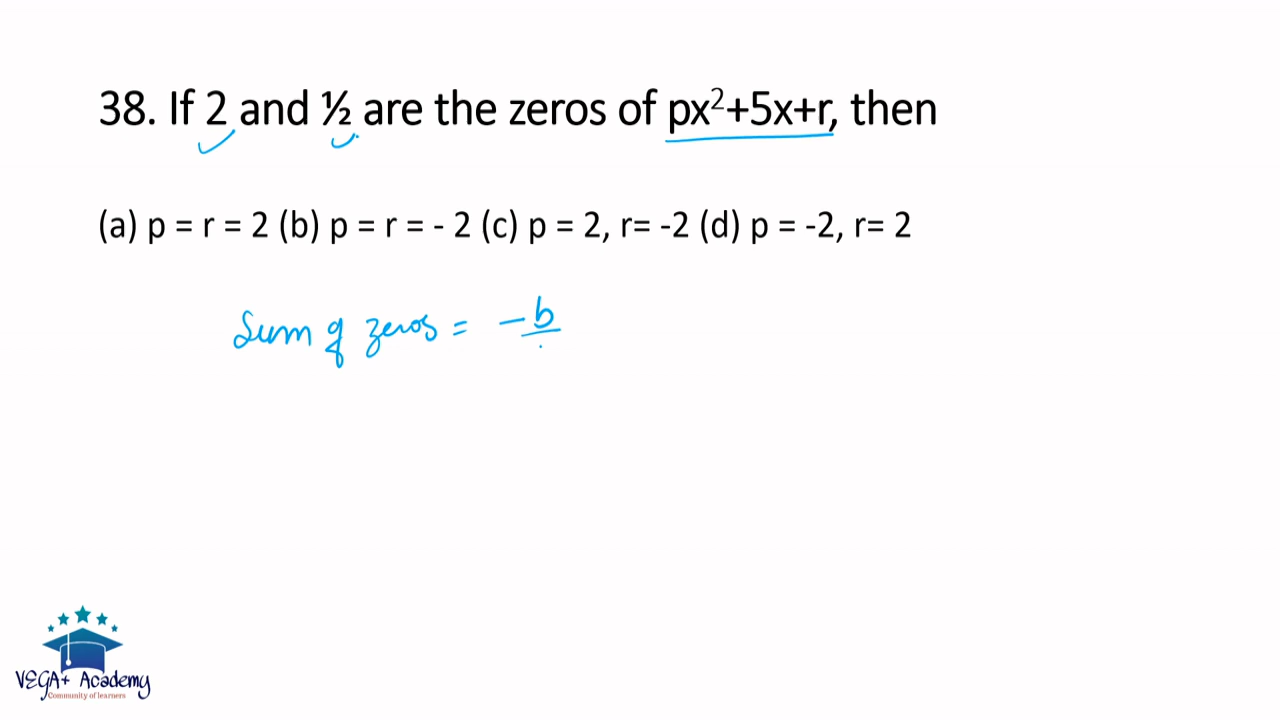 38. If 2 and ½ are the zeros of px²+5x+r, then
(a) p = r = 2 (b) p = r = - 2 (c) p = 2, r= -2 (d) p = -2, r= 2
Sum of zeros = -b
VEGA+ Academy
Community of learners